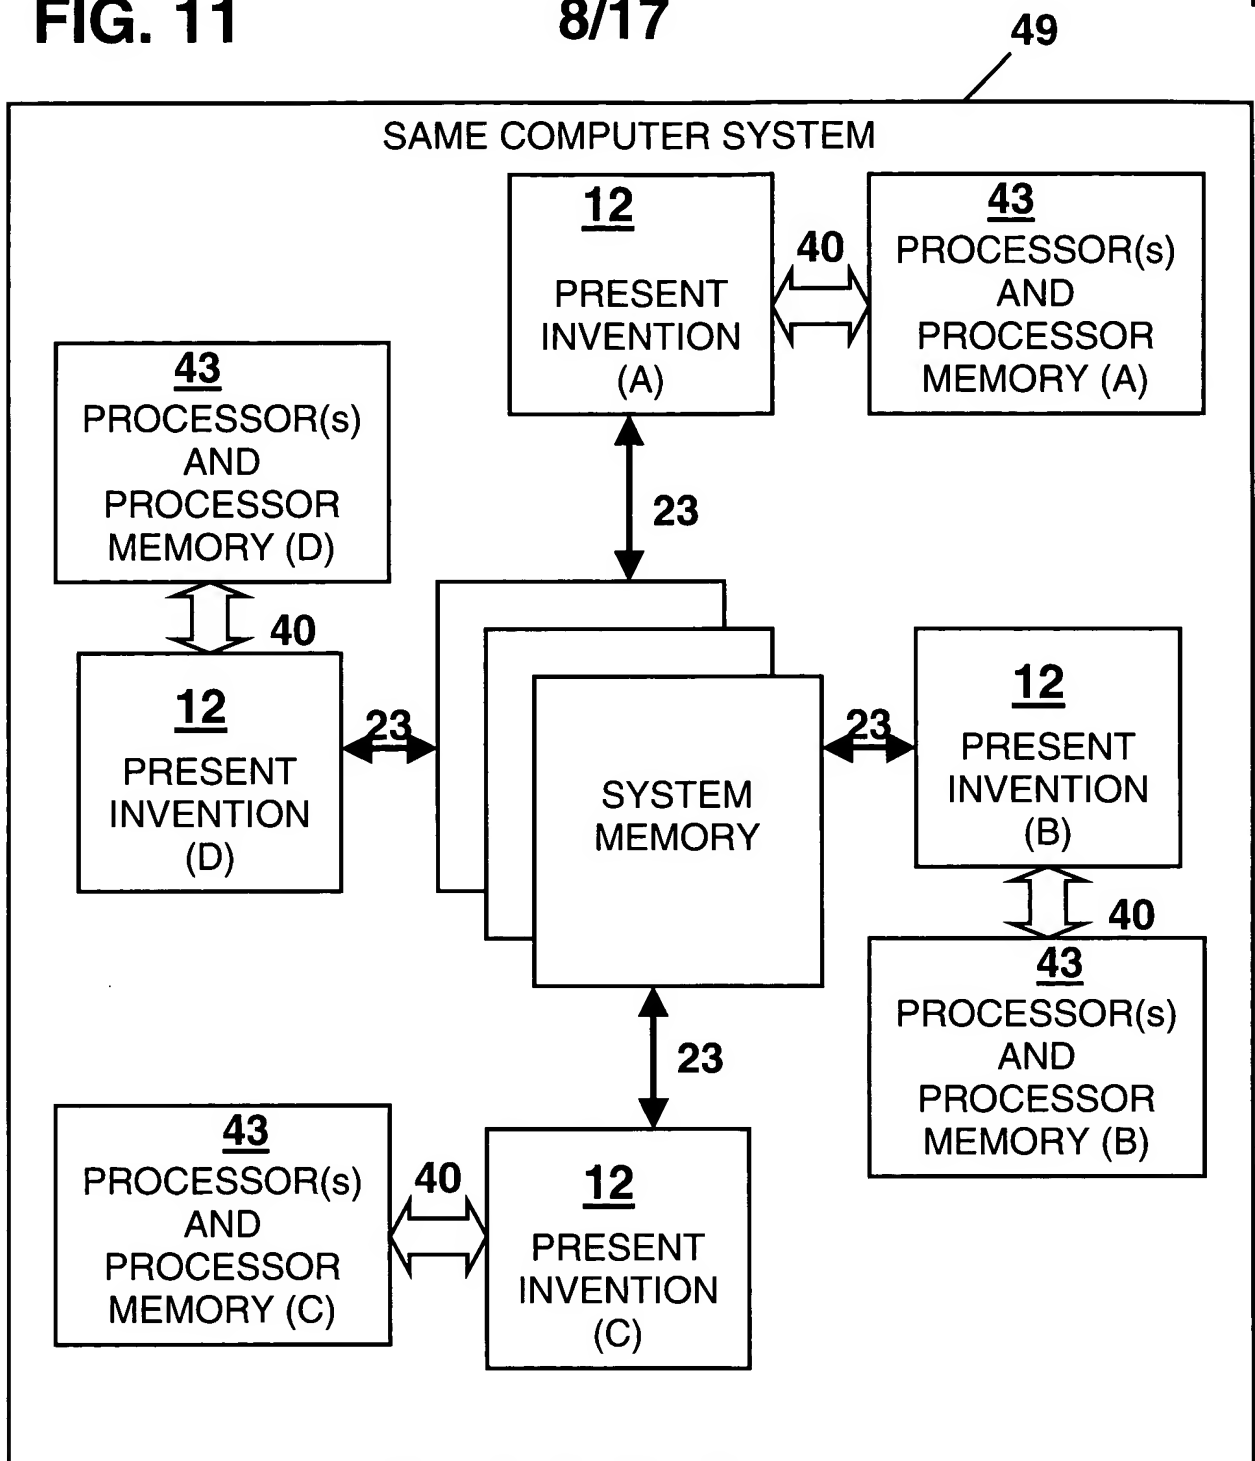 FIG. 11
8/17
49
SAME COMPUTER SYSTEM
12
PRESENT
INVENTION
(A)
40
43
PROCESSOR(s)
AND
PROCESSOR
MEMORY (A)
43
PROCESSOR(s)
AND
PROCESSOR
MEMORY (D)
23
40
12
PRESENT
INVENTION
(D)
23
SYSTEM
MEMORY
23
12
PRESENT
INVENTION
(B)
40
43
PROCESSOR(s)
AND
PROCESSOR
MEMORY (B)
23
43
PROCESSOR(s)
AND
PROCESSOR
MEMORY (C)
40
12
PRESENT
INVENTION
(C)